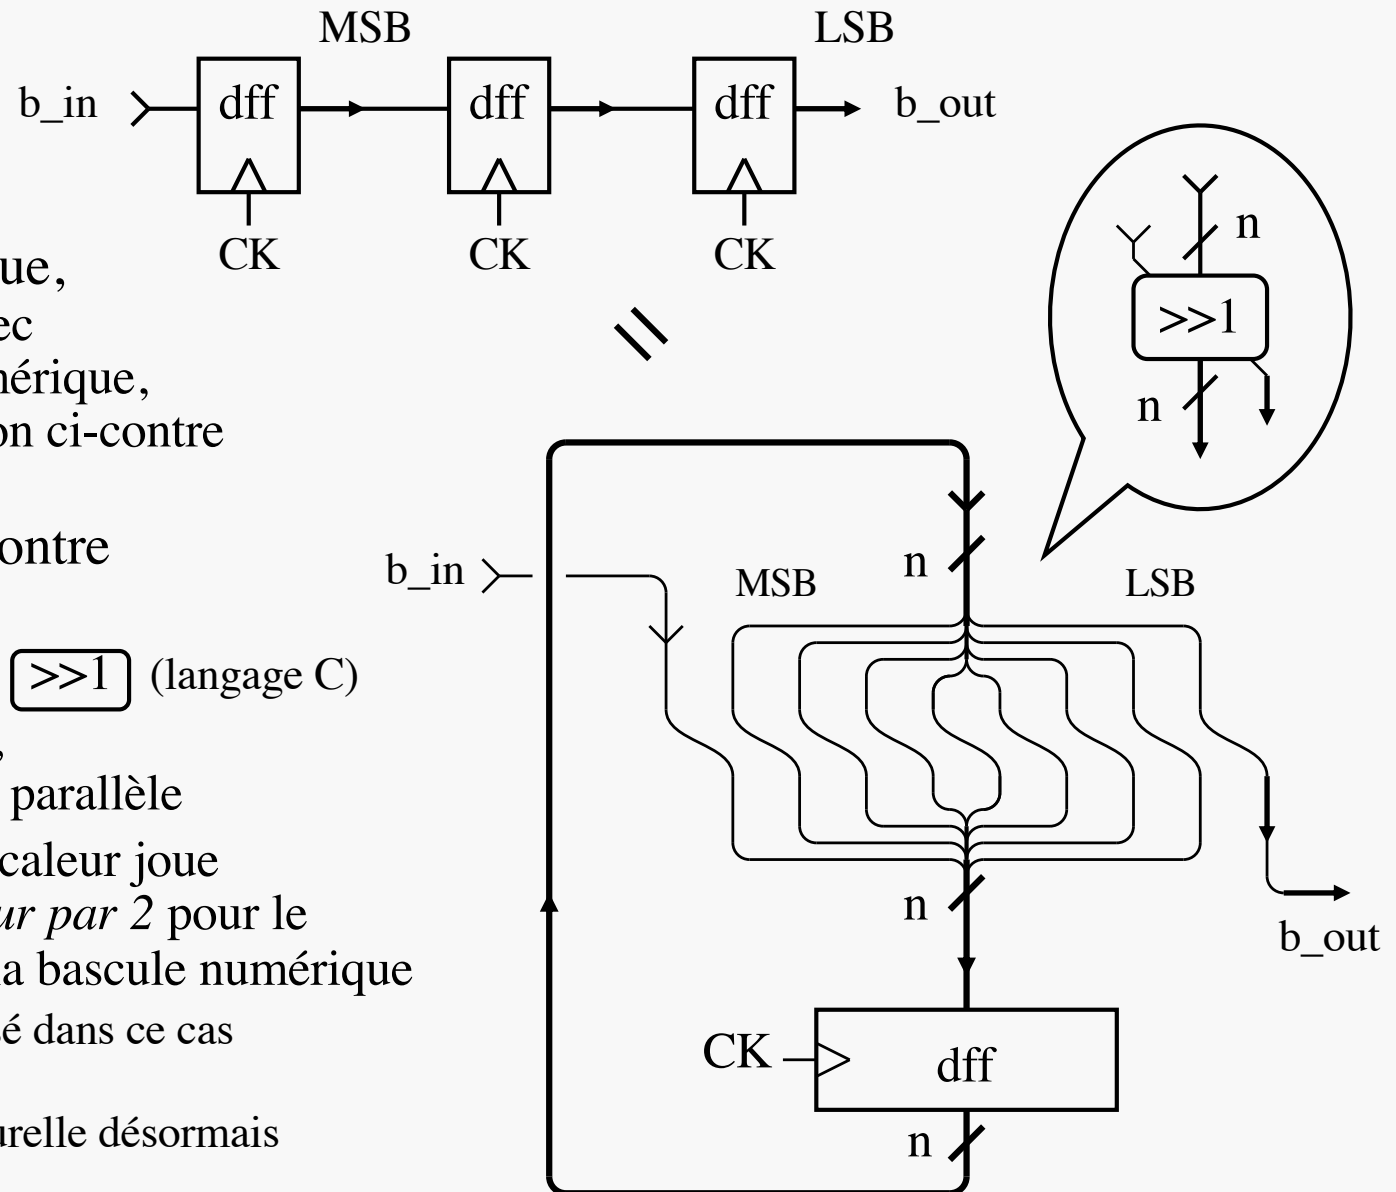 MSB LSB
b_in dff dff dff b_out
CK CK CK
n
>>1
n
ue,
ec
nérique,
on ci-contre
ontre
b_in n MSB LSB
>>1 (langage C)
,
parallèle
caleur joue
ur par 2 pour le
n
b_out
la bascule numérique
sé dans ce cas
CK dff
urelle désormais
n